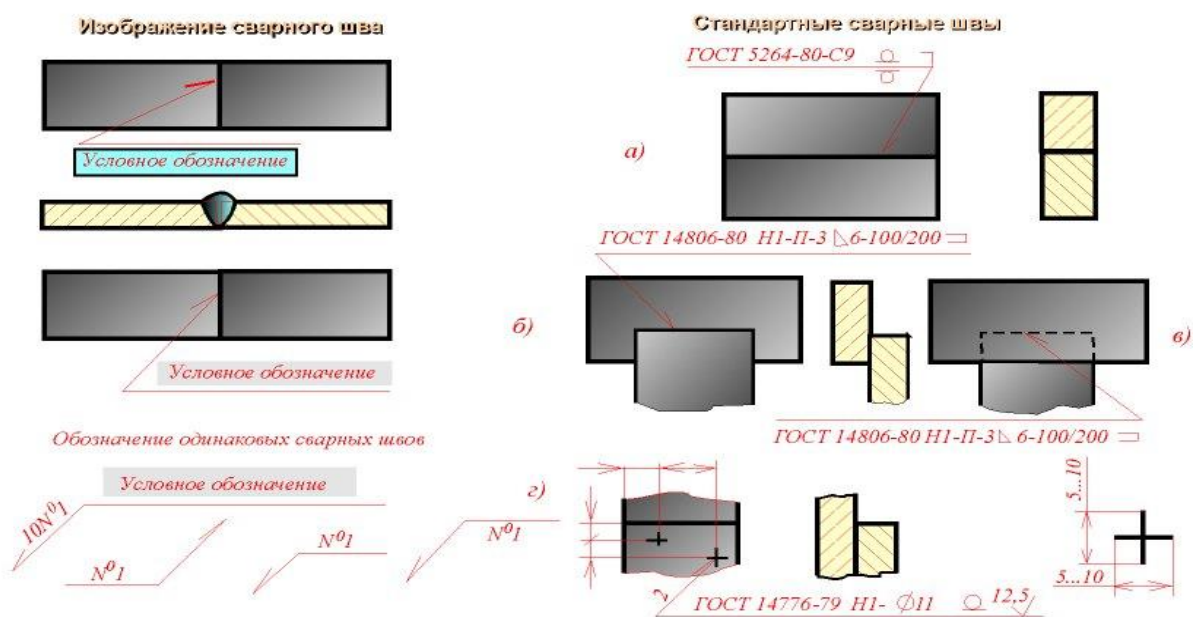 Изображение сварного шва
Условное обозначение
Условное обозначение
Обозначение одинаковых сварных швов
Условное обозначение
10N⁰1
N⁰1
N⁰1
N⁰1
Стандартные сварные швы
ГОСТ 5264-80-С9
а)
ГОСТ 14806-80 Н1-П-3 6-100/200
б)
в)
ГОСТ 14806-80 Н1-П-3 6-100/200
г)
2
ГОСТ 14776-79 Н1- ∅11 12,5
5...10
5...10